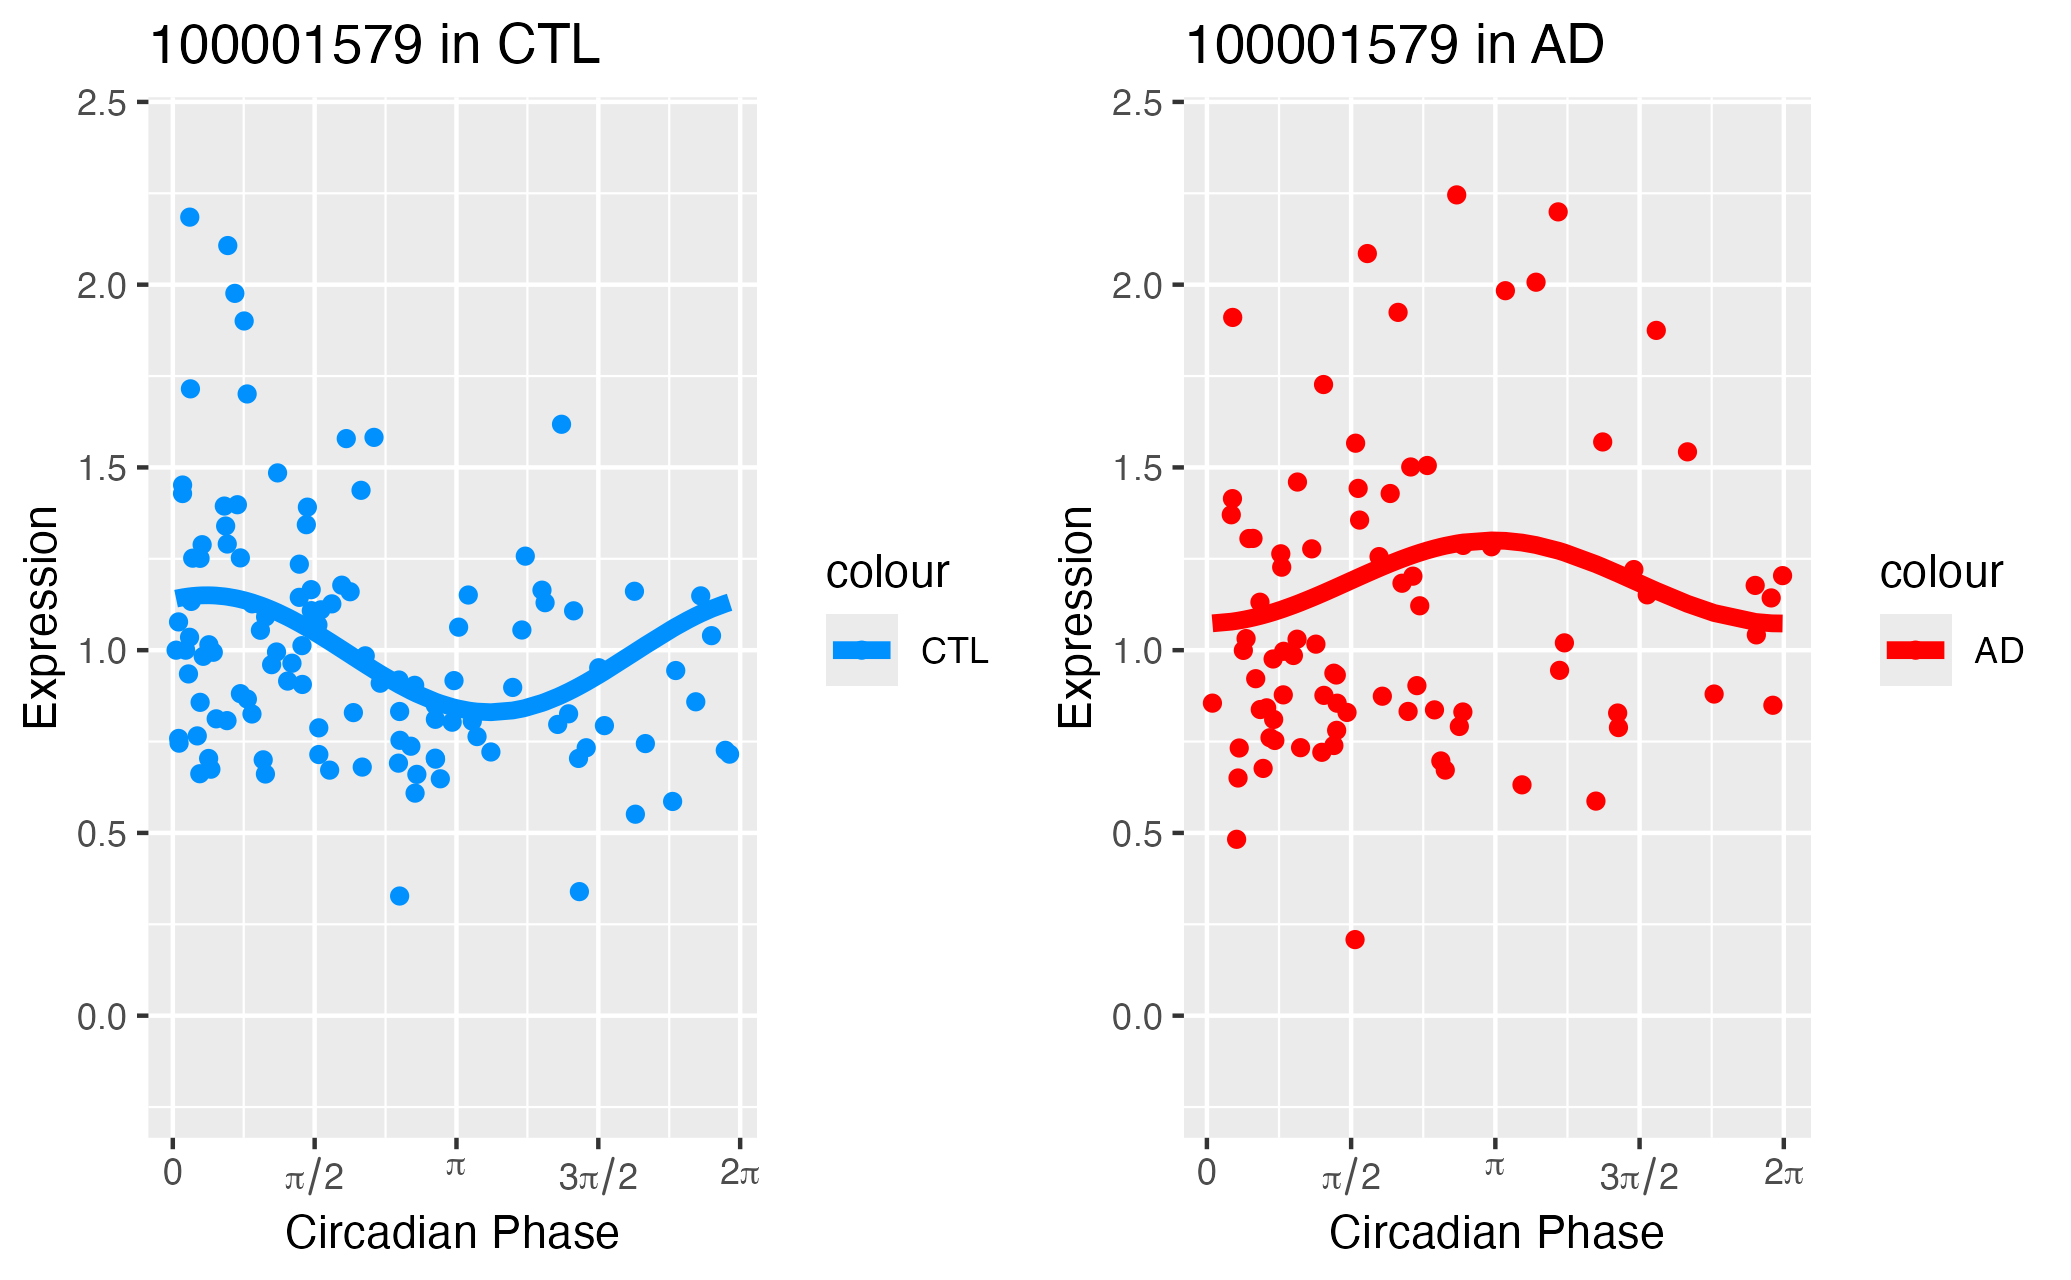 100001579 in CTL
2.5
2.0
1.5
1.0
0.5
0.0
Expression
0
π/2
π
3π/2
2π
Circadian Phase
colour
CTL
100001579 in AD
2.5
2.0
1.5
1.0
0.5
0.0
Expression
0
π/2
π
3π/2
2π
Circadian Phase
colour
AD